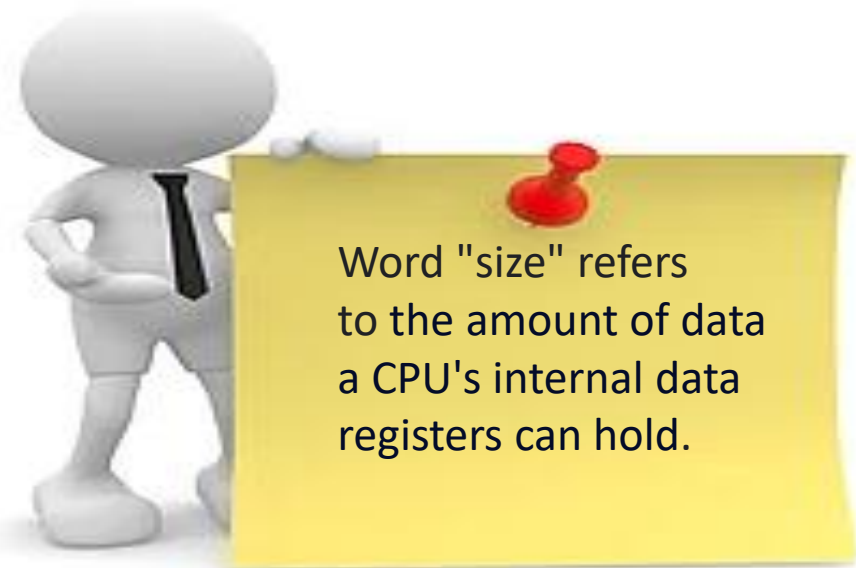 Word "size" refers
to the amount of data
a CPU's internal data
registers can hold.